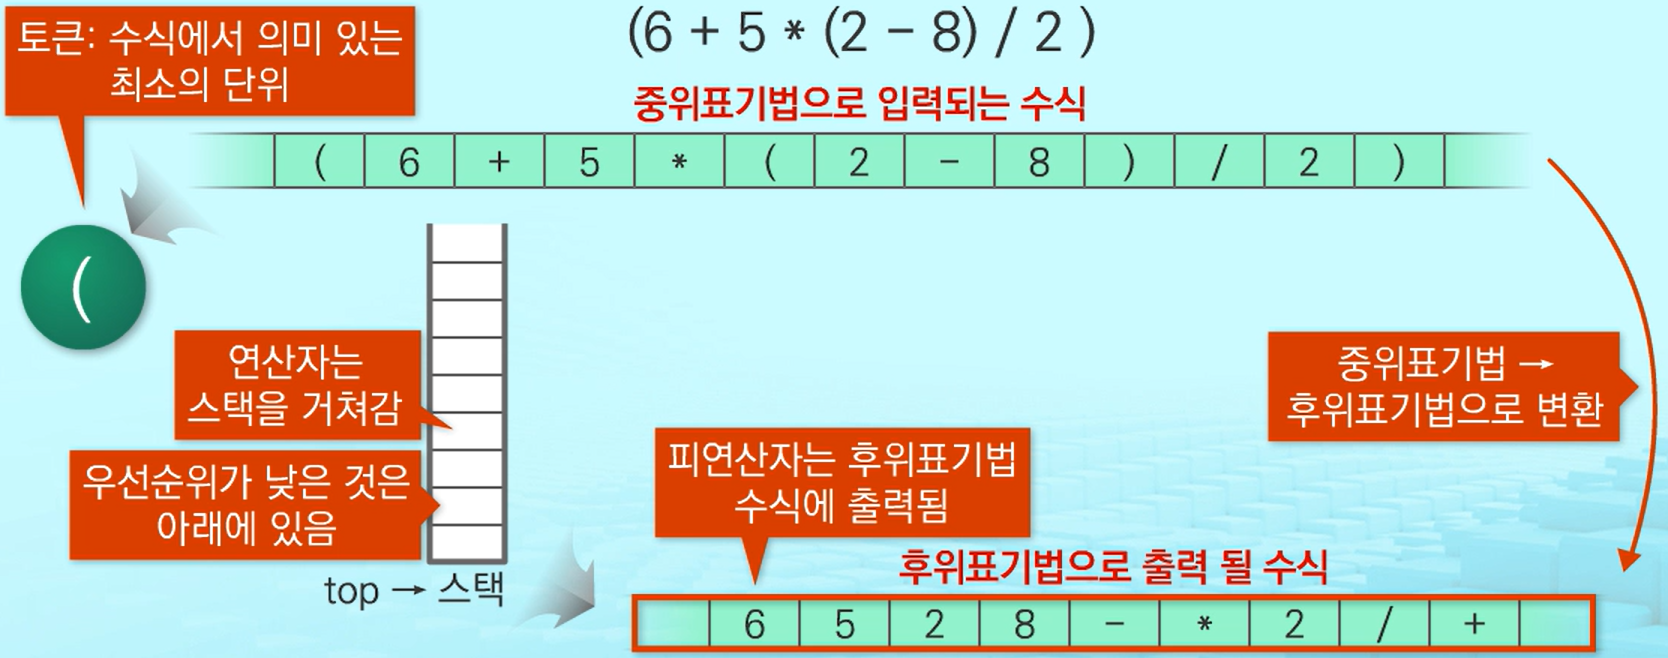 토큰: 수식에서 의미 있는
최소의 단위
(6 + 5 * (2 − 8) / 2 )
중위표기법으로 입력되는 수식
( 6 + 5 * ( 2 − 8 ) / 2 )
(
연산자는
스택을 거쳐감
우선순위가 낮은 것은
아래에 있음
top → 스택
중위표기법 →
후위표기법으로 변환
피연산자는 후위표기법
수식에 출력됨
후위표기법으로 출력 될 수식
6 5 2 8 − * 2 / +